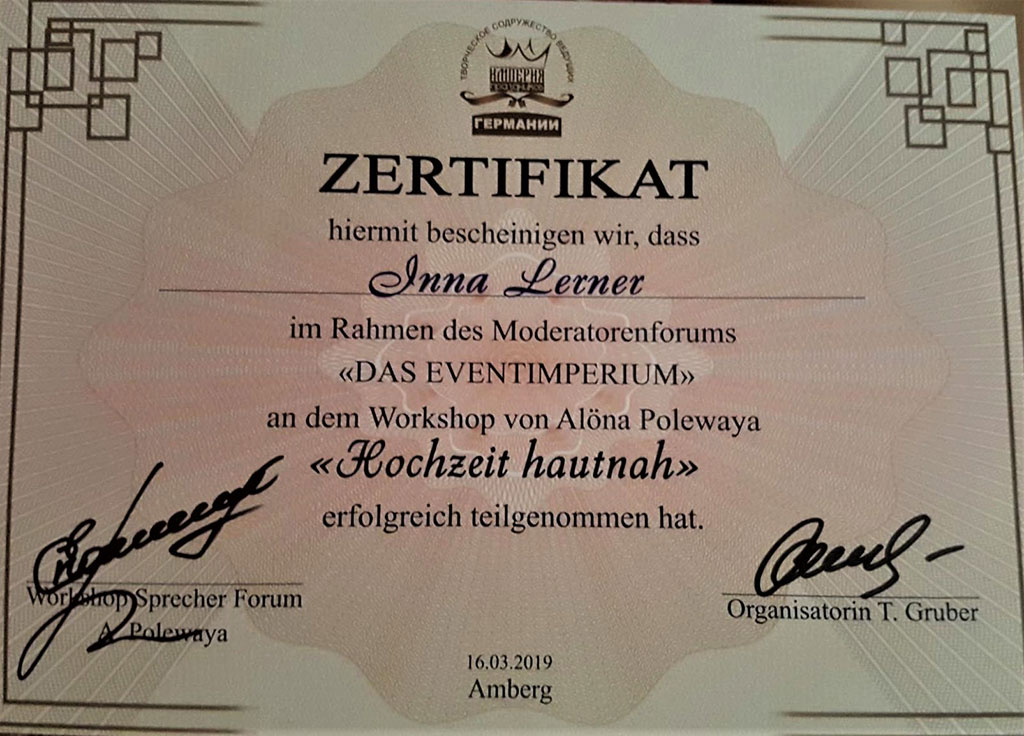 ТВОРЧЕСКОЕ СОДРУЖЕСТВО ВЕДУЩИХ
ИМПЕРИЯ
ПРАЗДНИКОВ
ГЕРМАНИИ
ZERTIFIKAT
hiermit bescheinigen wir, dass
Inna Lerner
im Rahmen des Moderatorenforums
«DAS EVENTIMPERIUM»
an dem Workshop von Alöna Polewaya
«Hochzeit hautnah»
erfolgreich teilgenommen hat.
Workshop Sprecher Forum
A. Polewaya
Organisatorin T. Gruber
16.03.2019
Amberg